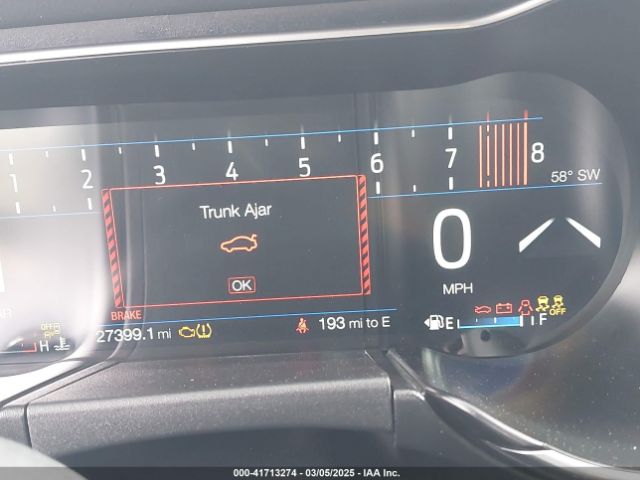 1 2 3 4 5 6 7 8
58° SW
Trunk Ajar
OK
0
MPH
BRAKE
OFF
27399.1 mi
193 mi to E
E F
OFF
H
000-41713274 - 03/05/2025 - IAA Inc.